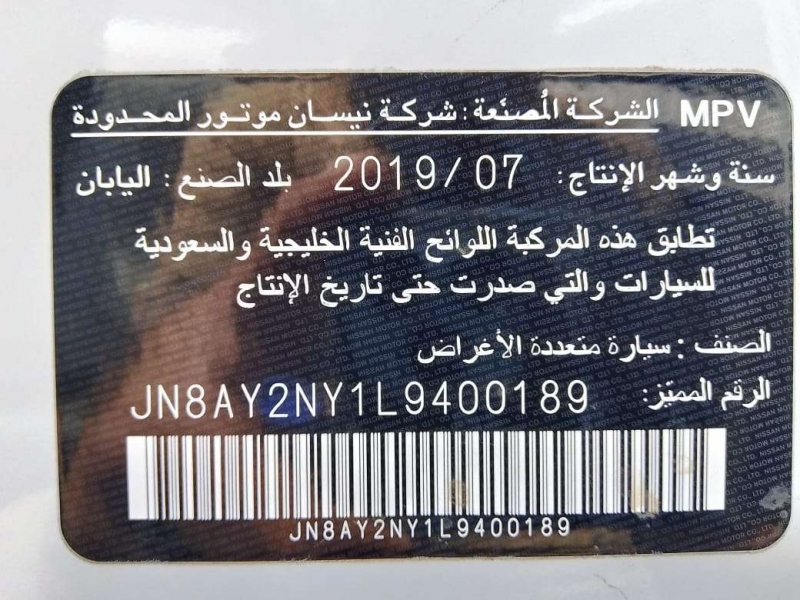 MPV الشركة المُصنّعة: شركة نيسان موتور المحدودة
سنة وشهر الإنتاج: 2019/07 بلد الصنع: اليابان
تطابق هذه المركبة اللوائح الفنية الخليجية والسعودية
للسيارات والتي صدرت حتى تاريخ الإنتاج
الصنف: سيارة متعددة الأغراض
الرقم المميّز: JN8AY2NY1L9400189
JN8AY2NY1L9400189